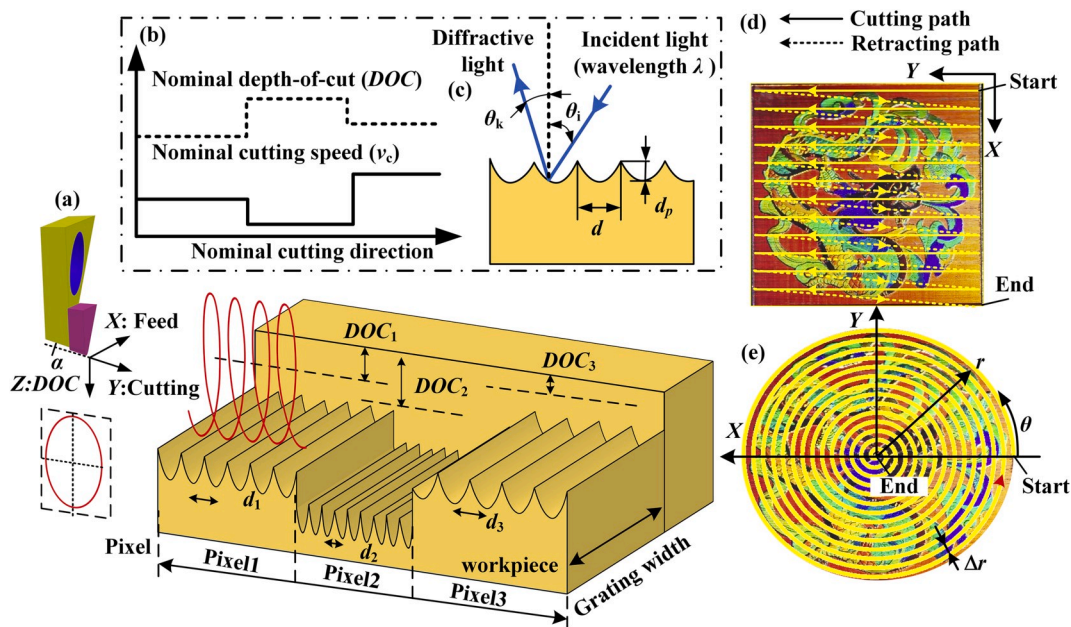 (a)
X: Feed
α
Z:DOC
Y:Cutting
(b)
Nominal depth-of-cut (DOC)
Nominal cutting speed (vc)
Nominal cutting direction
(c)
Diffractive
light
Incident light
(wavelength λ )
θk
θi
d
dp
DOC1
DOC2
DOC3
d1
d2
d3
Pixel
Pixel1
Pixel2
Pixel3
workpiece
Grating width
(d)
Cutting path
Retracting path
Y
Start
X
End
(e)
Y
r
θ
X
End
Start
Δr